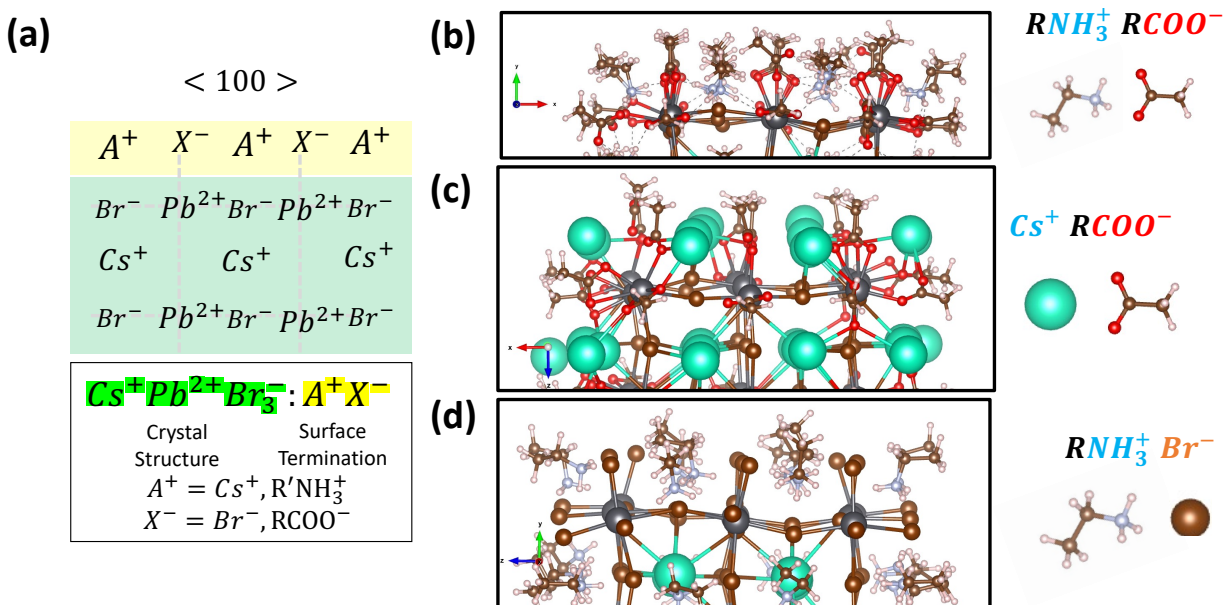 (a)
< 100 >
A⁺ X⁻ A⁺ X⁻ A⁺
Br⁻ Pb²⁺ Br⁻ Pb²⁺ Br⁻
Cs⁺ Cs⁺ Cs⁺
Br⁻ Pb²⁺ Br⁻ Pb²⁺ Br⁻
Cs⁺Pb²⁺Br₃⁻: A⁺X⁻
Crystal Structure
Surface Termination
A⁺ = Cs⁺, R′NH₃⁺
X⁻ = Br⁻, RCOO⁻
(b)
y
x
RNH₃⁺ RCOO⁻
(c)
x
z
Cs⁺ RCOO⁻
(d)
y
z
RNH₃⁺ Br⁻